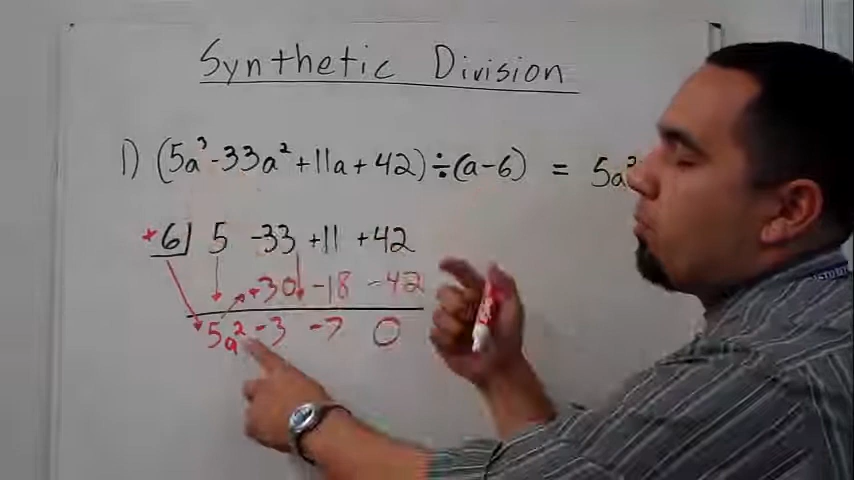 Synthetic Division
1) (5a³-33a²+11a+42)÷(a-6) = 5a²
+6| 5 -33 +11 +42
+30 -18 -42
5a² -3 -7 0